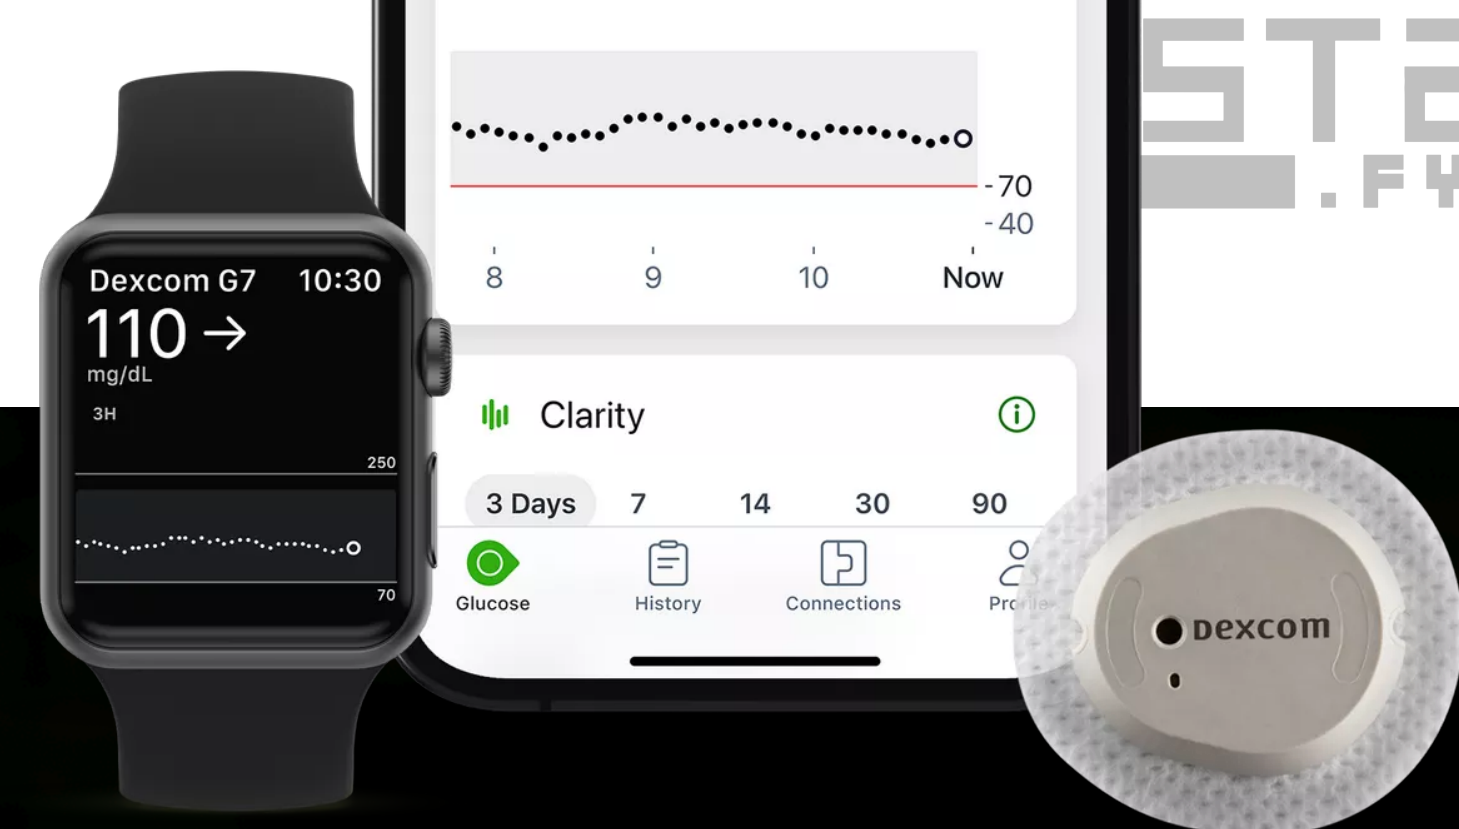 Dexcom G7 10:30
110 →
mg/dL
3H
250
70
-70
-40
8 9 10 Now
Clarity
3 Days 7 14 30 90
Glucose History Connections Profile
Dexcom
.F